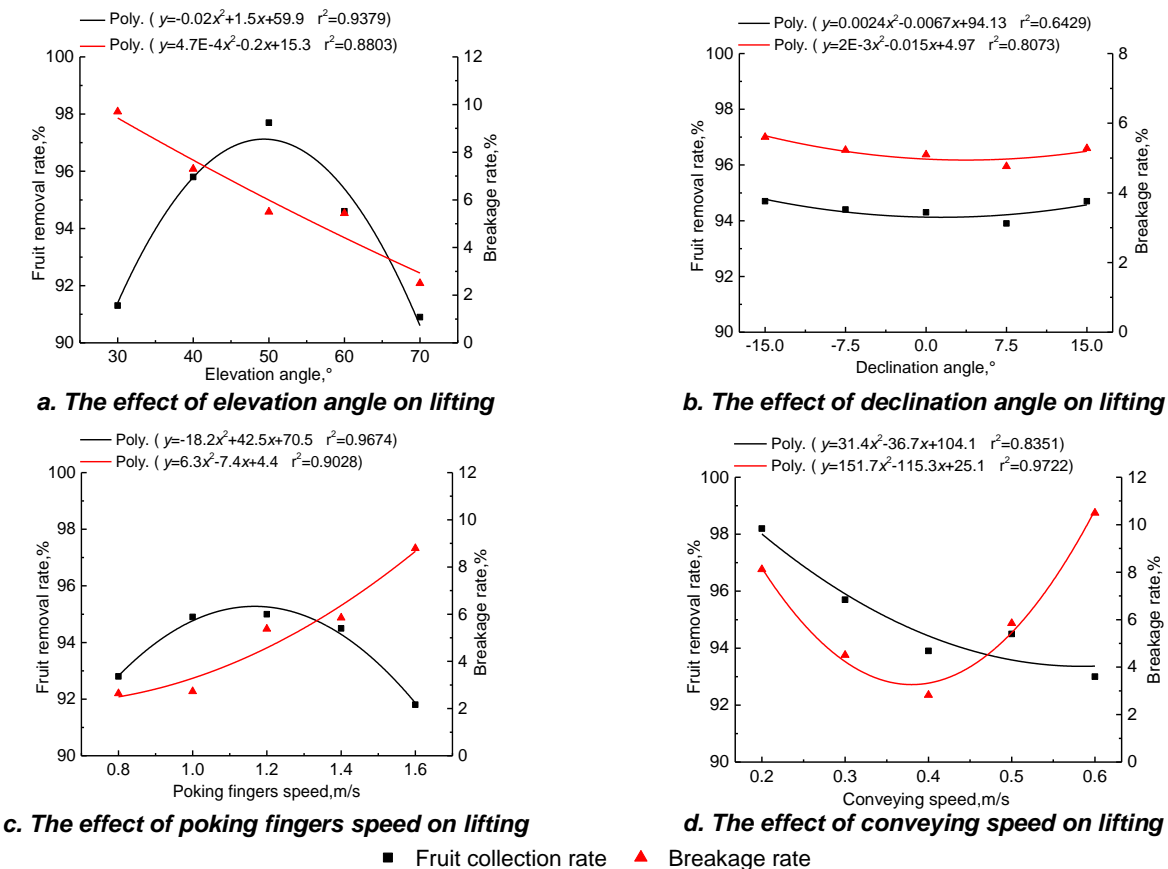 Poly. ( y=-0.02x²+1.5x+59.9 r²=0.9379)
Poly. ( y=4.7E-4x²-0.2x+15.3 r²=0.8803)
100
98
96
94
92
90
Fruit removal rate,%
12
10
8
6
4
2
0
Breakage rate,%
30 40 50 60 70
Elevation angle,°
a. The effect of elevation angle on lifting
Poly. ( y=0.0024x²-0.0067x+94.13 r²=0.6429)
Poly. ( y=2E-3x²-0.015x+4.97 r²=0.8073)
100
98
96
94
92
90
Fruit removal rate,%
8
6
4
2
0
Breakage rate,%
-15.0 -7.5 0.0 7.5 15.0
Declination angle,°
b. The effect of declination angle on lifting
Poly. ( y=-18.2x²+42.5x+70.5 r²=0.9674)
Poly. ( y=6.3x²-7.4x+4.4 r²=0.9028)
100
98
95
94
92
90
Fruit removal rate,%
12
10
8
6
4
2
0
Breakage rate,%
0.8 1.0 1.2 1.4 1.6
Poking fingers speed,m/s
c. The effect of poking fingers speed on lifting
Poly. ( y=31.4x²-36.7x+104.1 r²=0.8351)
Poly. ( y=151.7x²-115.3x+25.1 r²=0.9722)
100
98
95
93
92
90
Fruit removal rate,%
12
10
8
6
4
2
0
Breakage rate,%
0.2 0.3 0.4 0.5 0.6
Conveying speed,m/s
d. The effect of conveying speed on lifting
Fruit collection rate Breakage rate